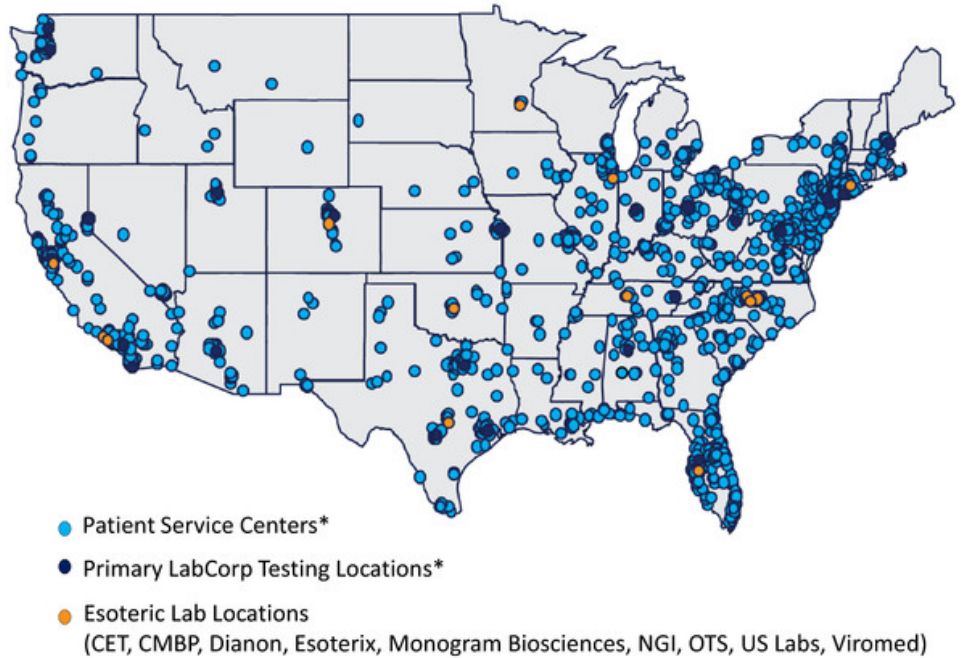 Patient Service Centers*
Primary LabCorp Testing Locations*
Esoteric Lab Locations
(CET, CMBP, Dianon, Esoterix, Monogram Biosciences, NGI, OTS, US Labs, Viromed)